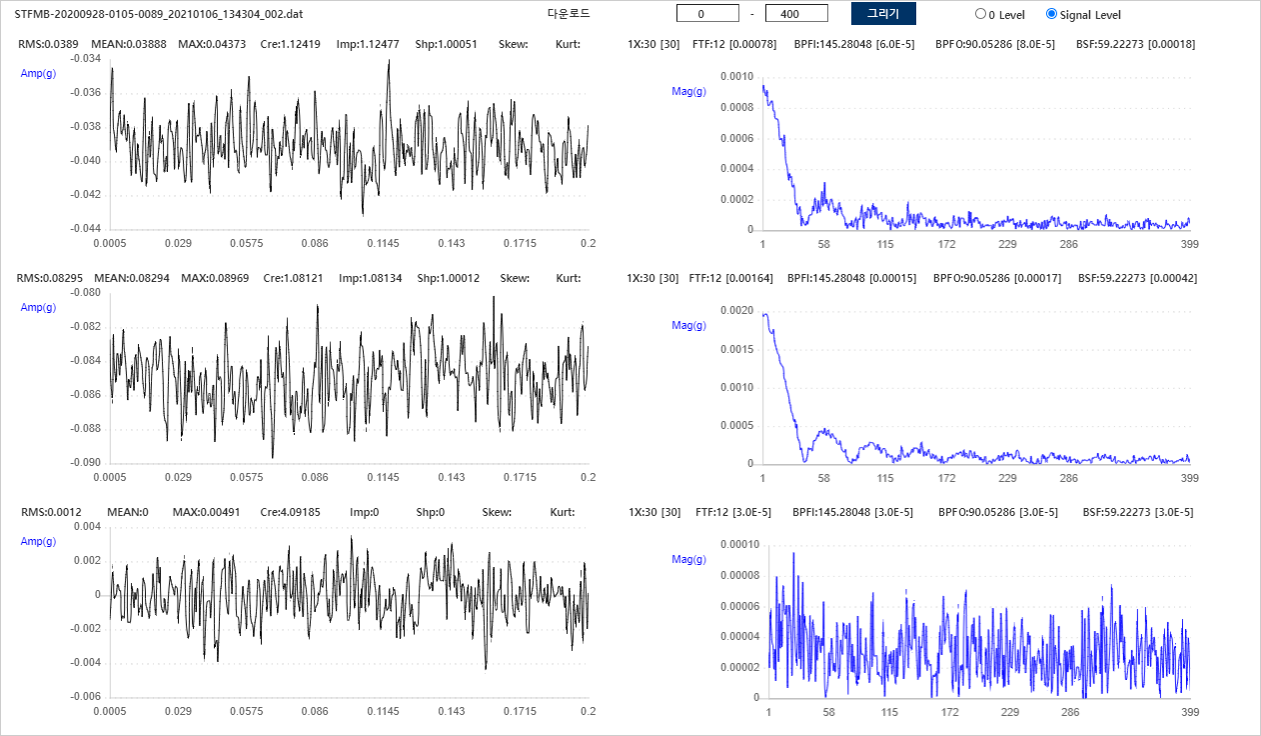 STFMB-20200928-0105-0089_20210106_134304_002.dat 다운로드 0 - 400 그리기 0 Level Signal Level
RMS:0.0389 MEAN:0.03888 MAX:0.04373 Cre:1.12419 Imp:1.12477 Shp:1.00051 Skew: Kurt:
Amp(g)
-0.034
-0.036
-0.038
-0.040
-0.042
-0.044
0.0005 0.029 0.0575 0.086 0.1145 0.143 0.1715 0.2
1X:30 [30] FTF:12 [0.00078] BPFI:145.28048 [6.0E-5] BPFO:90.05286 [8.0E-5] BSF:59.22273 [0.00018]
Mag(g)
0.0010
0.0008
0.0006
0.0004
0.0002
0
1 58 115 172 229 286 399
RMS:0.08295 MEAN:0.08294 MAX:0.08969 Cre:1.08121 Imp:1.08134 Shp:1.00012 Skew: Kurt:
Amp(g)
-0.080
-0.082
-0.084
-0.086
-0.088
-0.090
0.0005 0.029 0.0575 0.086 0.1145 0.143 0.1715 0.2
1X:30 [30] FTF:12 [0.00164] BPFI:145.28048 [0.00015] BPFO:90.05286 [0.00017] BSF:59.22273 [0.00042]
Mag(g)
0.0020
0.0015
0.0010
0.0005
0
1 58 115 172 229 286 399
RMS:0.0012 MEAN:0 MAX:0.00491 Cre:4.09185 Imp:0 Shp:0 Skew: Kurt:
Amp(g)
0.004
0.002
0
-0.002
-0.004
-0.006
0.0005 0.029 0.0575 0.086 0.1145 0.143 0.1715 0.2
1X:30 [30] FTF:12 [3.0E-5] BPFI:145.28048 [3.0E-5] BPFO:90.05286 [3.0E-5] BSF:59.22273 [3.0E-5]
Mag(g)
0.00010
0.00008
0.00006
0.00004
0.00002
0
1 58 115 172 229 286 399